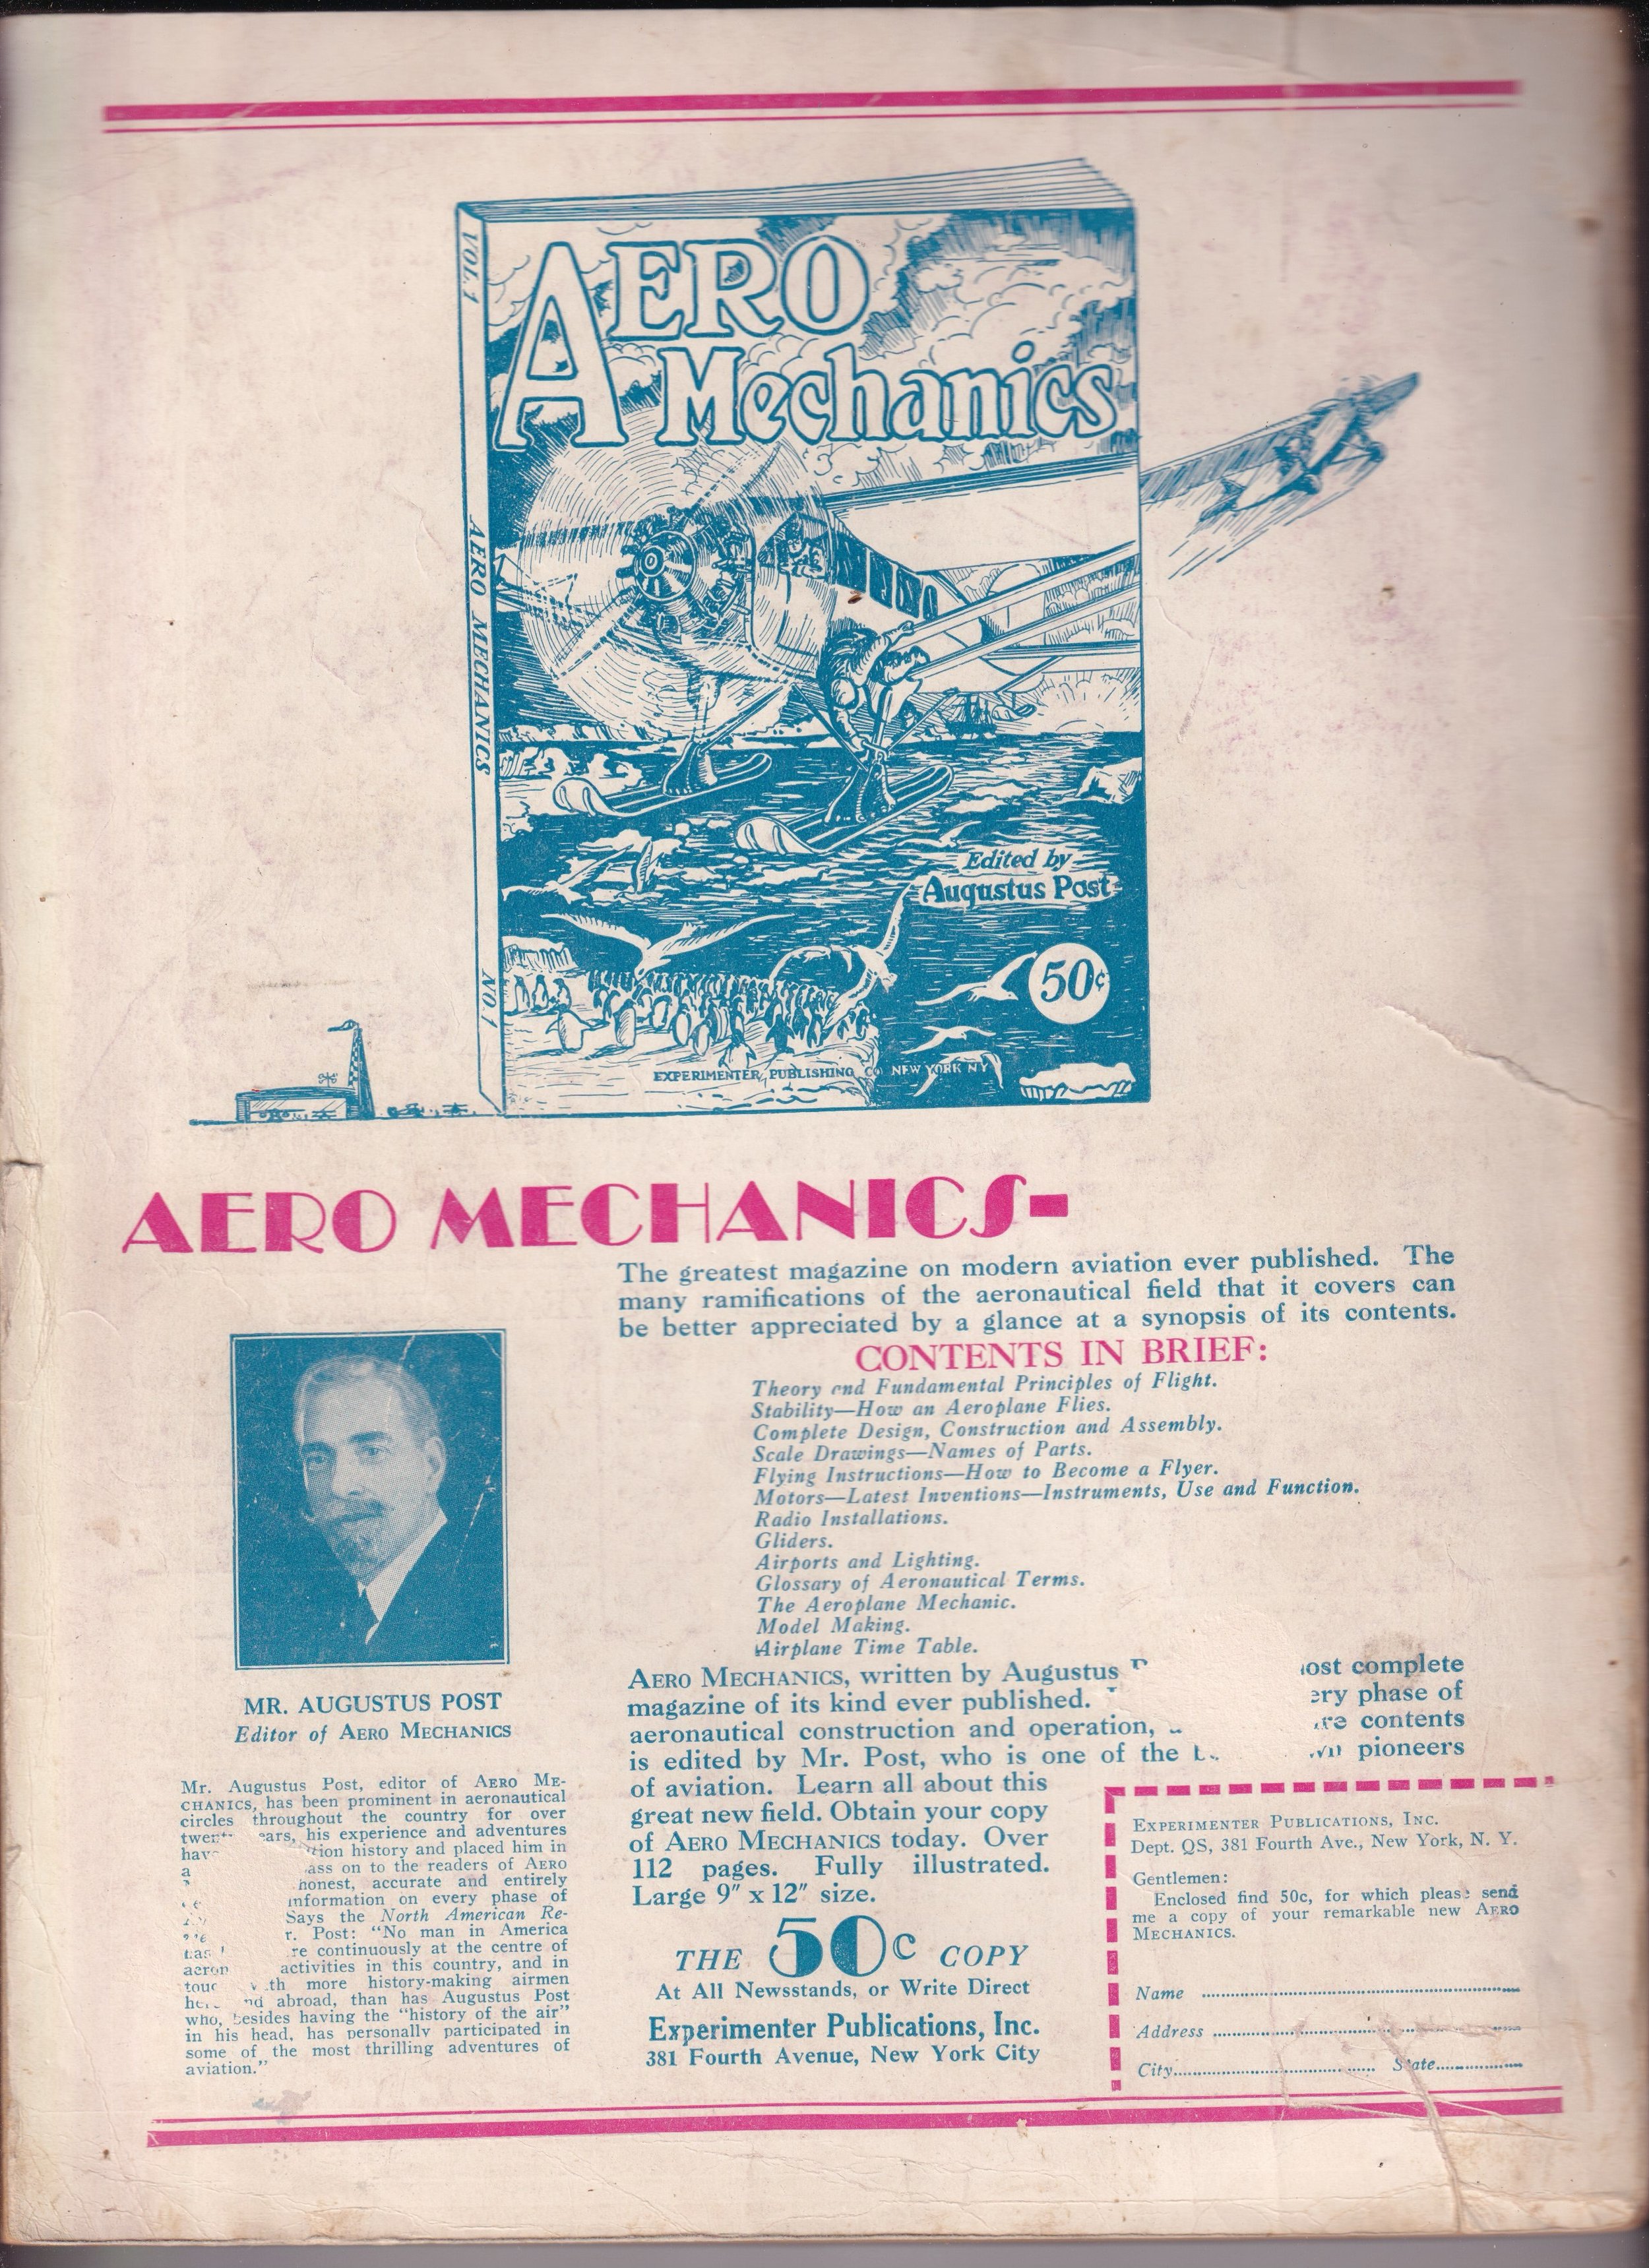 VOL. 1
AERO MECHANICS
NO. 1
AERO
Mechanics
Edited by
Augustus Post
50c
EXPERIMENTER PUBLISHING CO NEW YORK NY
AERO MECHANICS-
The greatest magazine on modern aviation ever published. The
many ramifications of the aeronautical field that it covers can
be better appreciated by a glance at a synopsis of its contents.
CONTENTS IN BRIEF:
Theory and Fundamental Principles of Flight.
Stability—How an Aeroplane Flies.
Complete Design, Construction and Assembly.
Scale Drawings—Names of Parts.
Flying Instructions—How to Become a Flyer.
Motors—Latest Inventions—Instruments, Use and Function.
Radio Installations.
Gliders.
Airports and Lighting.
Glossary of Aeronautical Terms.
The Aeroplane Mechanic.
Model Making.
Airplane Time Table.
MR. AUGUSTUS POST
Editor of AERO MECHANICS
Mr. Augustus Post, editor of AERO ME-
CHANICS, has been prominent in aeronautical
circles throughout the country for over
his experience and adventures
history and placed him in
on to the readers of AERO
honest, accurate and entirely
information on every phase of
Says the North American Re-
Post: "No man in America
continuously at the centre of
activities in this country, and in
more history-making airmen
abroad, than has Augustus Post
who, besides having the "history of the air"
in his head, has personally participated in
some of the most thrilling adventures of
aviation."
AERO MECHANICS, written by Augustus complete
magazine of its kind ever published. phase of
aeronautical construction and operation, contents
is edited by Mr. Post, who is one of the pioneers
of aviation. Learn all about this
great new field. Obtain your copy
of AERO MECHANICS today. Over
112 pages. Fully illustrated.
Large 9" x 12" size.
THE 50c COPY
At All Newsstands, or Write Direct
Experimenter Publications, Inc.
381 Fourth Avenue, New York City
EXPERIMENTER PUBLICATIONS, INC.
Dept. QS, 381 Fourth Ave., New York, N. Y.
Gentlemen:
Enclosed find 50c, for which please send
me a copy of your remarkable new AERO
MECHANICS.
Name
Address
City State